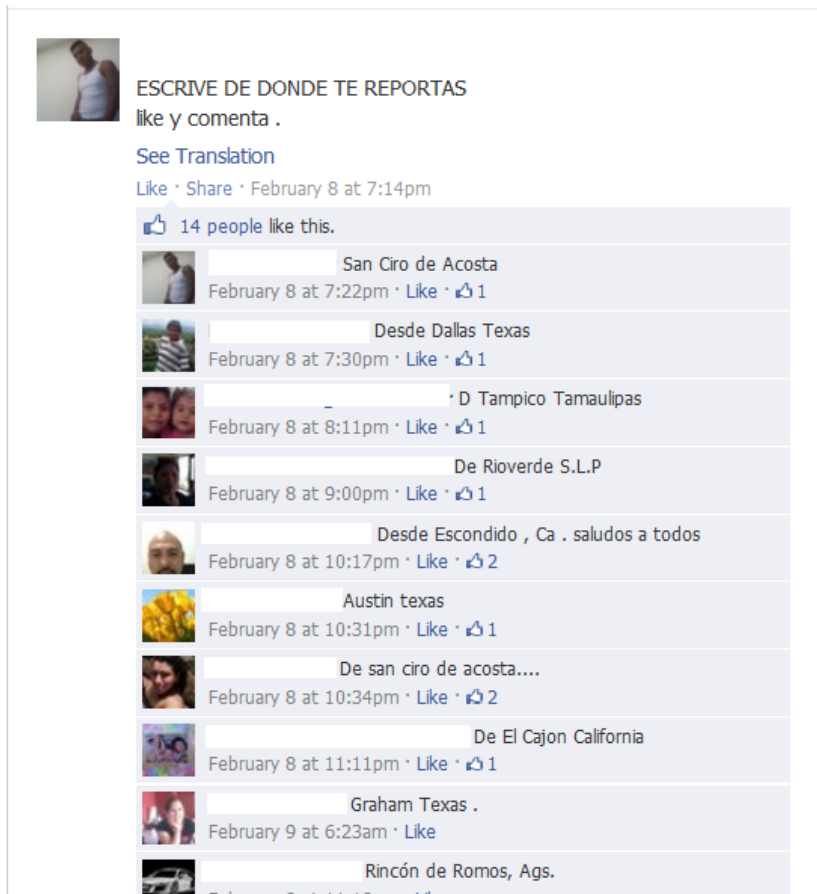 ESCRIVE DE DONDE TE REPORTAS
like y comenta .
See Translation
Like · Share · February 8 at 7:14pm
14 people like this.
San Ciro de Acosta
February 8 at 7:22pm · Like · 1
Desde Dallas Texas
February 8 at 7:30pm · Like · 1
D Tampico Tamaulipas
February 8 at 8:11pm · Like · 1
De Rioverde S.L.P
February 8 at 9:00pm · Like · 1
Desde Escondido , Ca . saludos a todos
February 8 at 10:17pm · Like · 2
Austin texas
February 8 at 10:31pm · Like · 1
De san ciro de acosta....
February 8 at 10:34pm · Like · 2
De El Cajon California
February 8 at 11:11pm · Like · 1
Graham Texas .
February 9 at 6:23am · Like
Rincón de Romos, Ags.